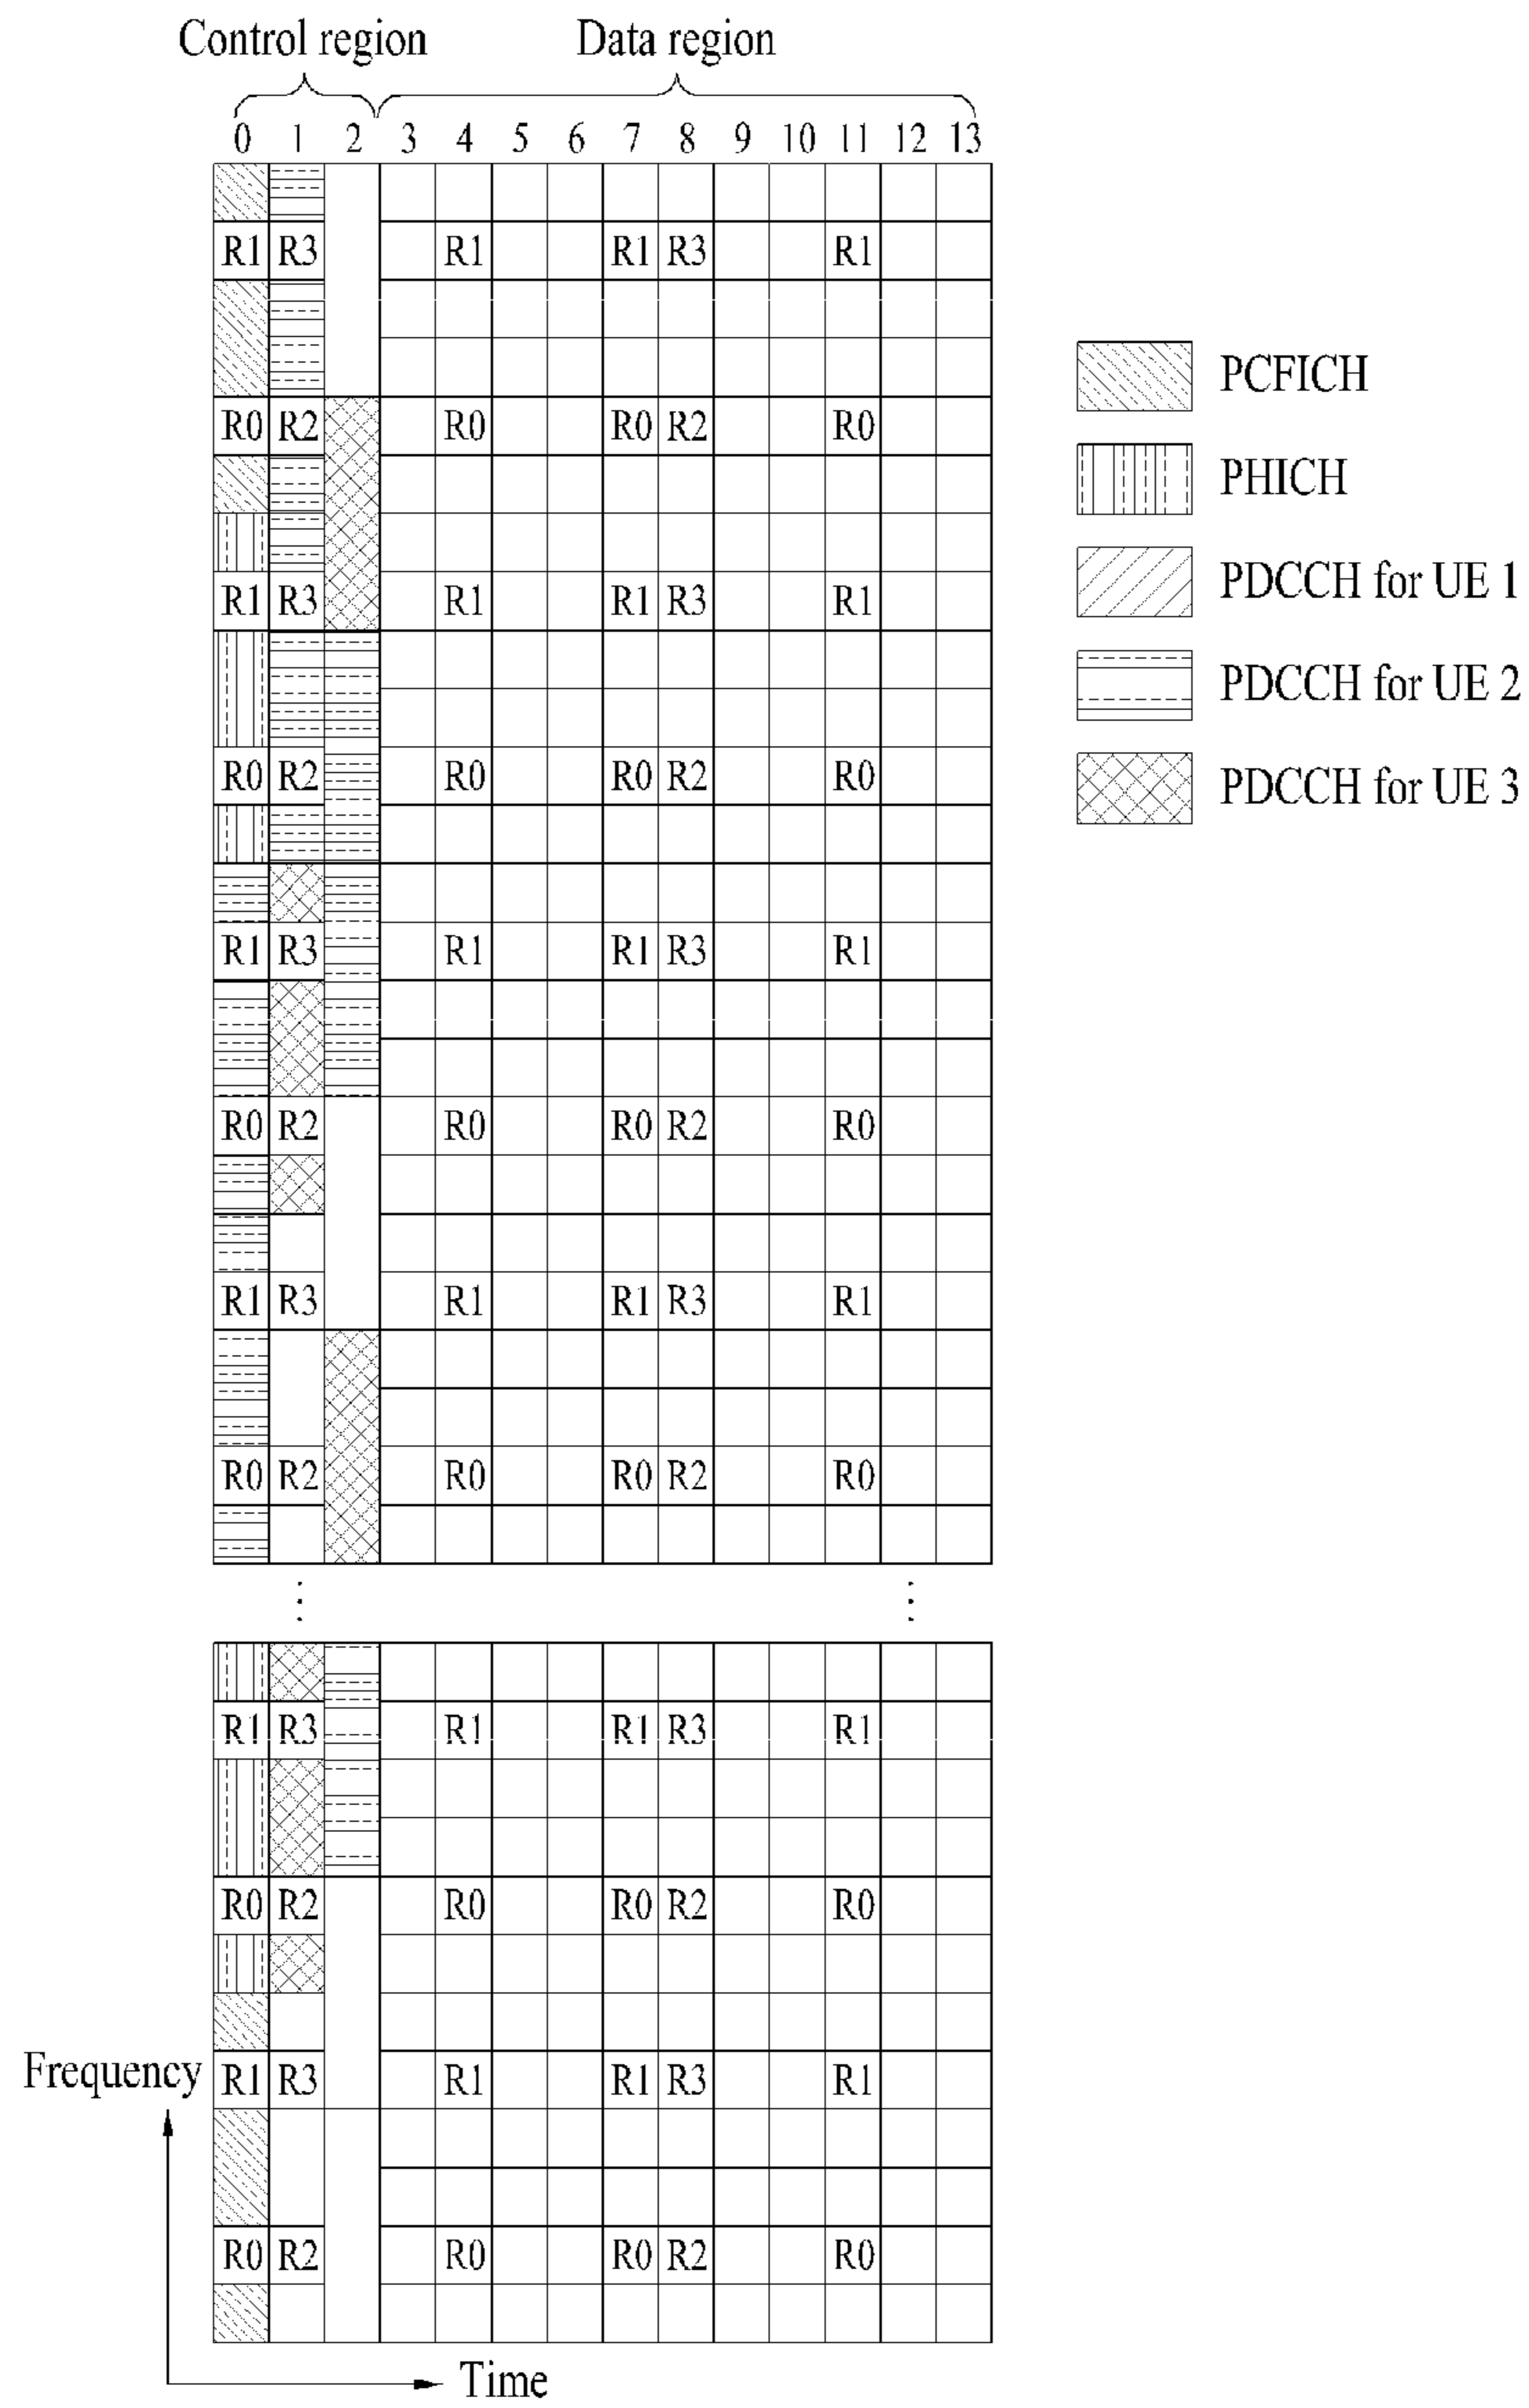 Control region Data region
0 1 2 3 4 5 6 7 8 9 10 11 12 13
R1 R3 R1 R1 R3 R1
R0 R2 R0 R0 R2 R0
R1 R3 R1 R1 R3 R1
R0 R2 R0 R0 R2 R0
R1 R3 R1 R1 R3 R1
R0 R2 R0 R0 R2 R0
R1 R3 R1 R1 R3 R1
R0 R2 R0 R0 R2 R0
R1 R3 R1 R1 R3 R1
R0 R2 R0 R0 R2 R0
R1 R3 R1 R1 R3 R1
R0 R2 R0 R0 R2 R0
PCFICH
PHICH
PDCCH for UE 1
PDCCH for UE 2
PDCCH for UE 3
Frequency
Time